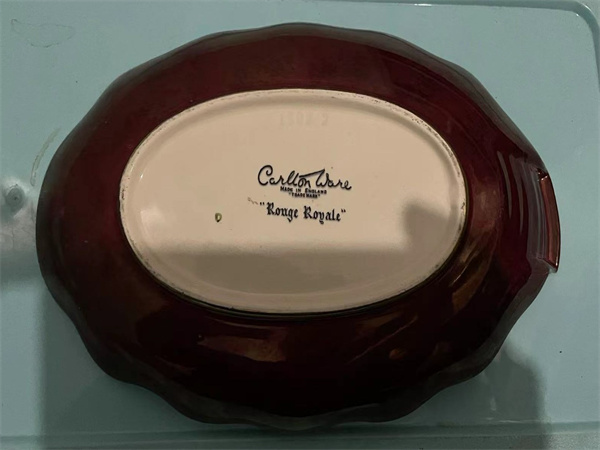 Carlton Ware
MADE IN ENGLAND
"TRADE MARK"
"Rouge Royale"